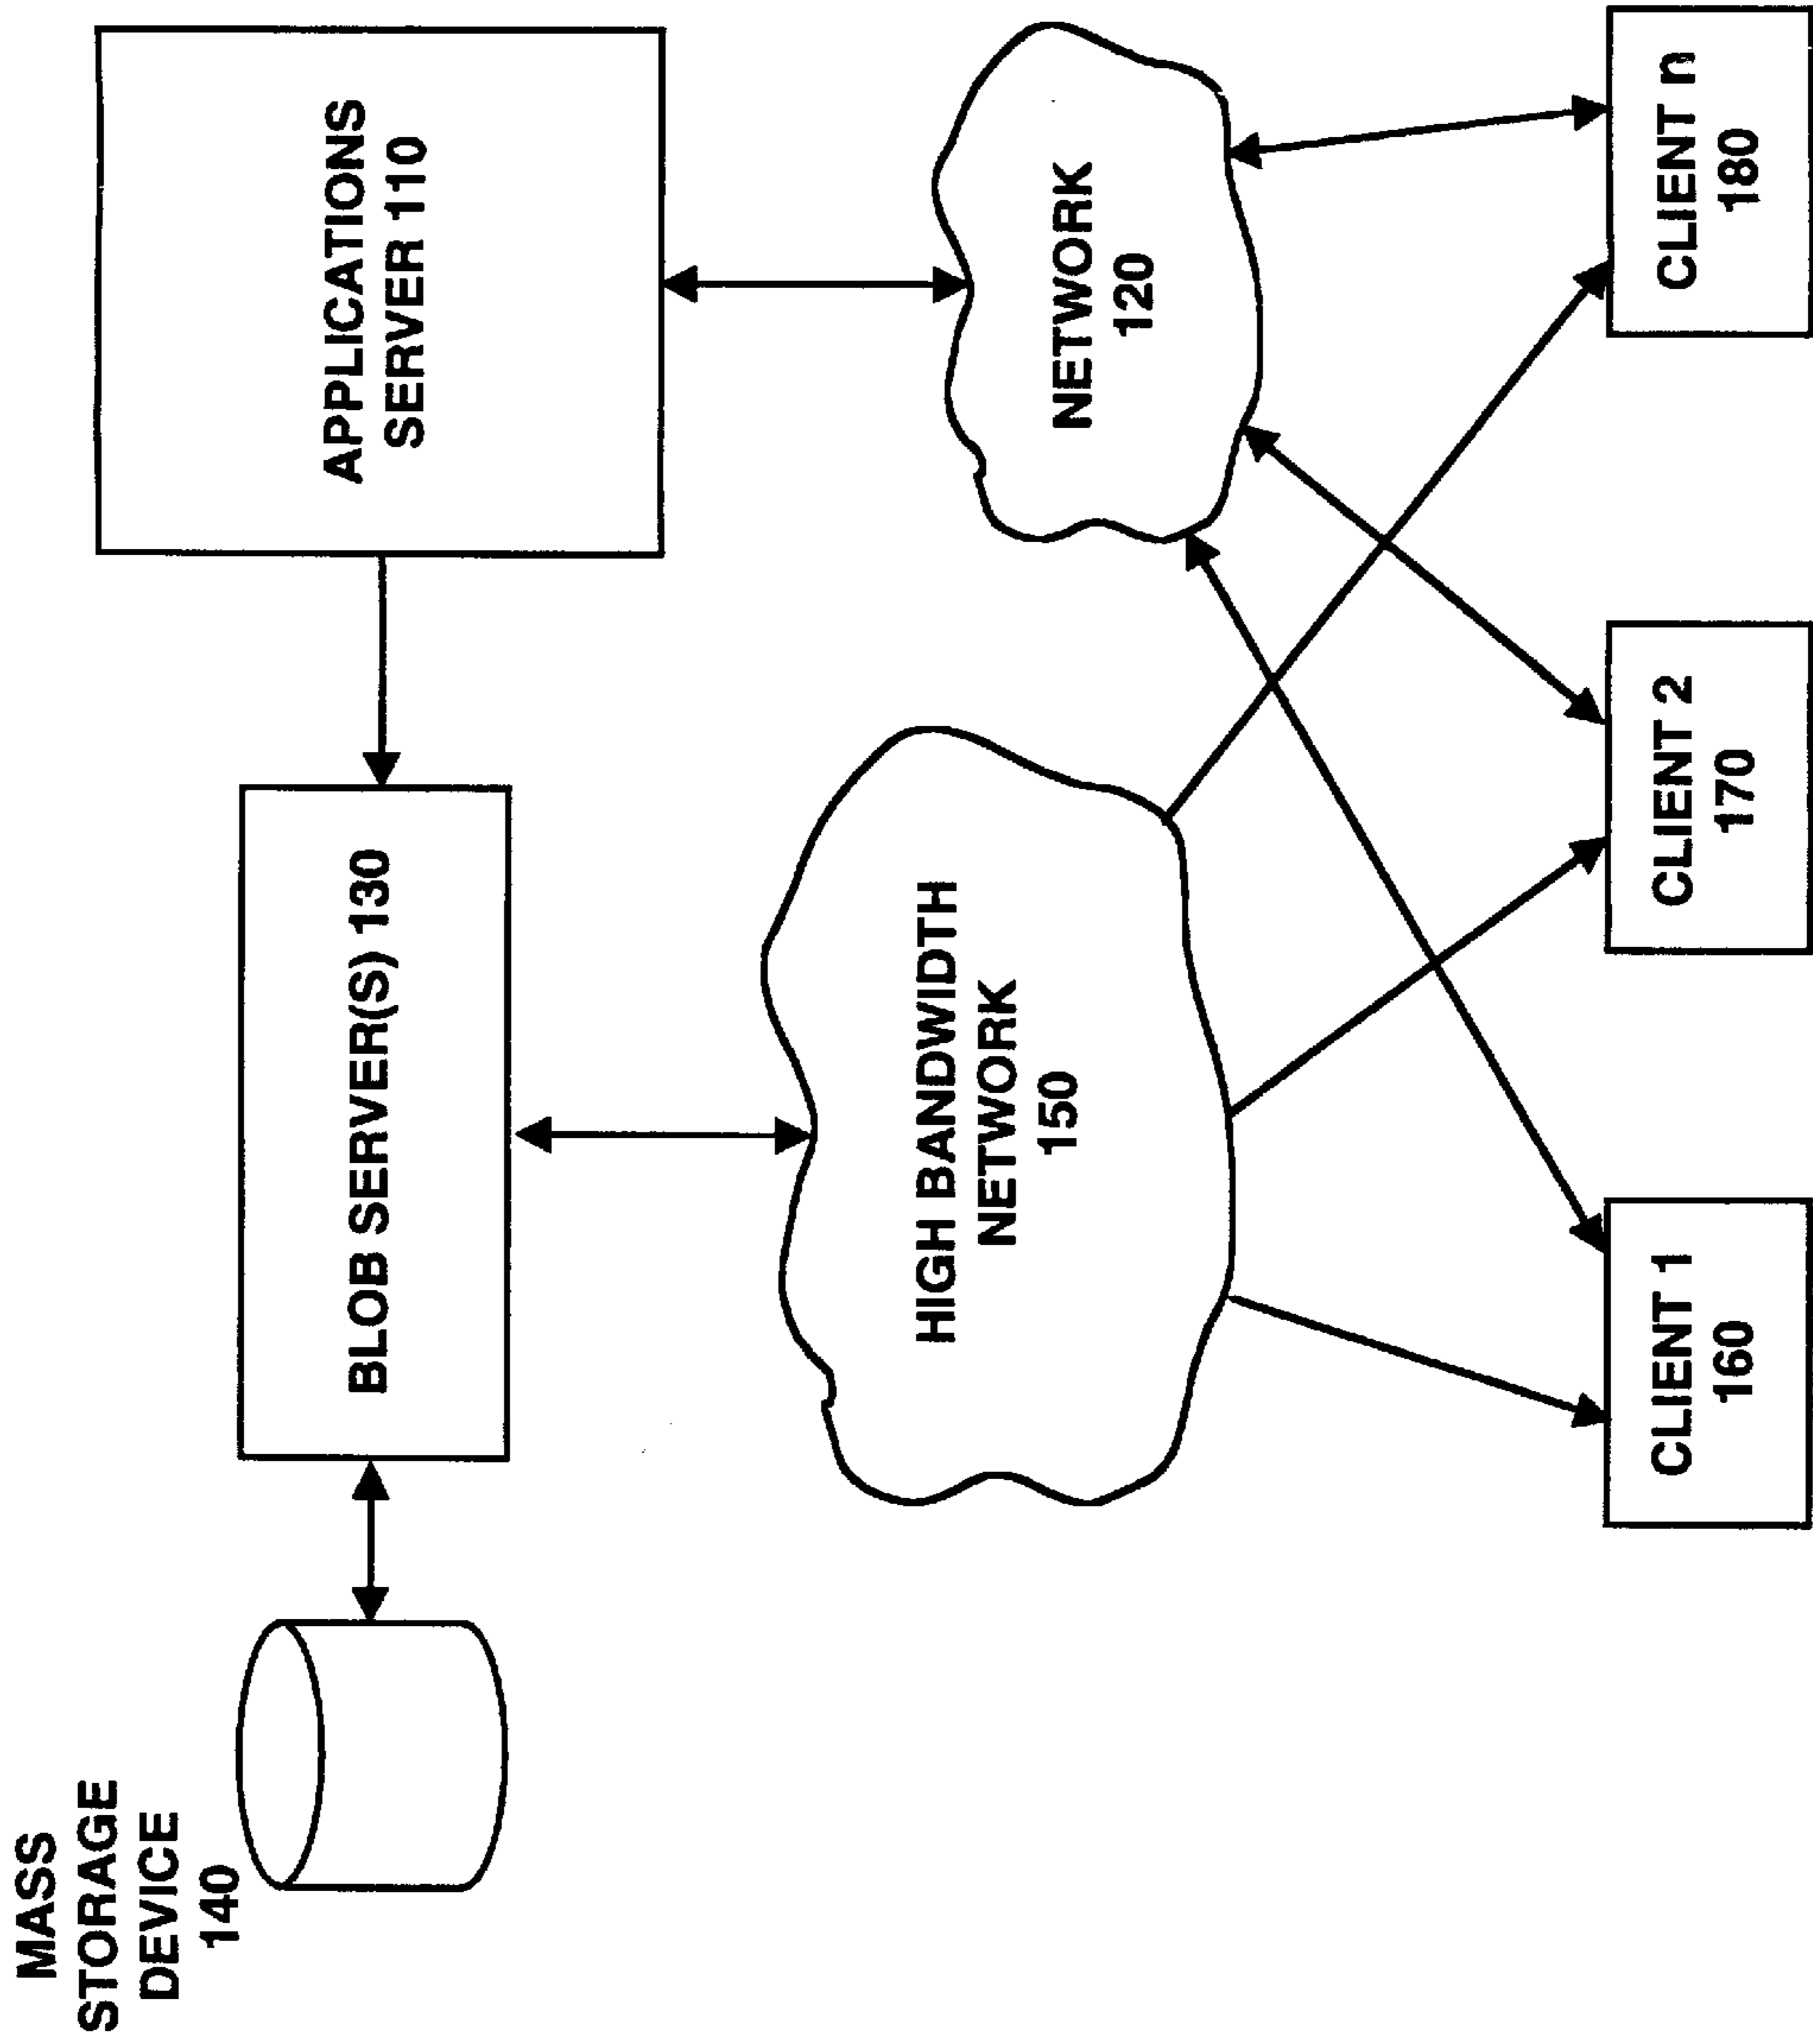 MASS
STORAGE
DEVICE
140
BLOB SERVER(S) 130
APPLICATIONS
SERVER 110
HIGH BANDWIDTH
NETWORK
150
NETWORK
120
CLIENT 1
160
CLIENT 2
170
CLIENT n
180